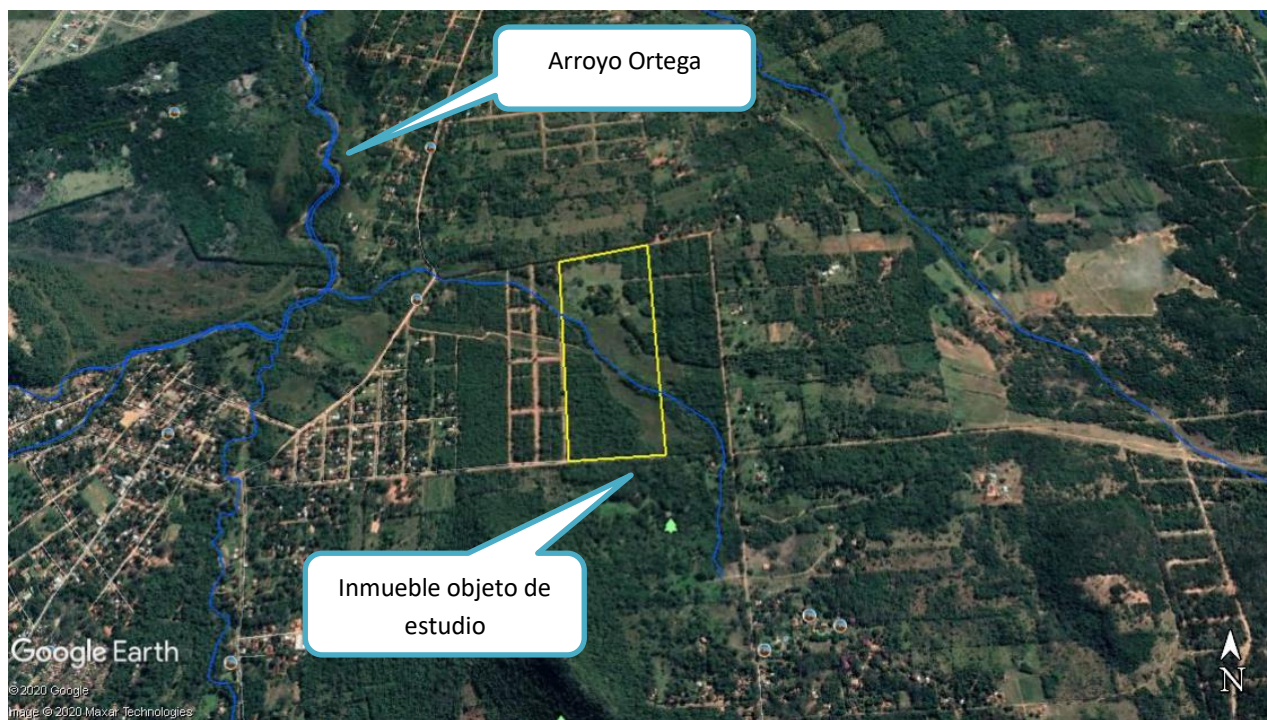 Arroyo Ortega
Inmueble objeto de
estudio
Google Earth
© 2020 Google
Image © 2020 Maxar Technologies
N